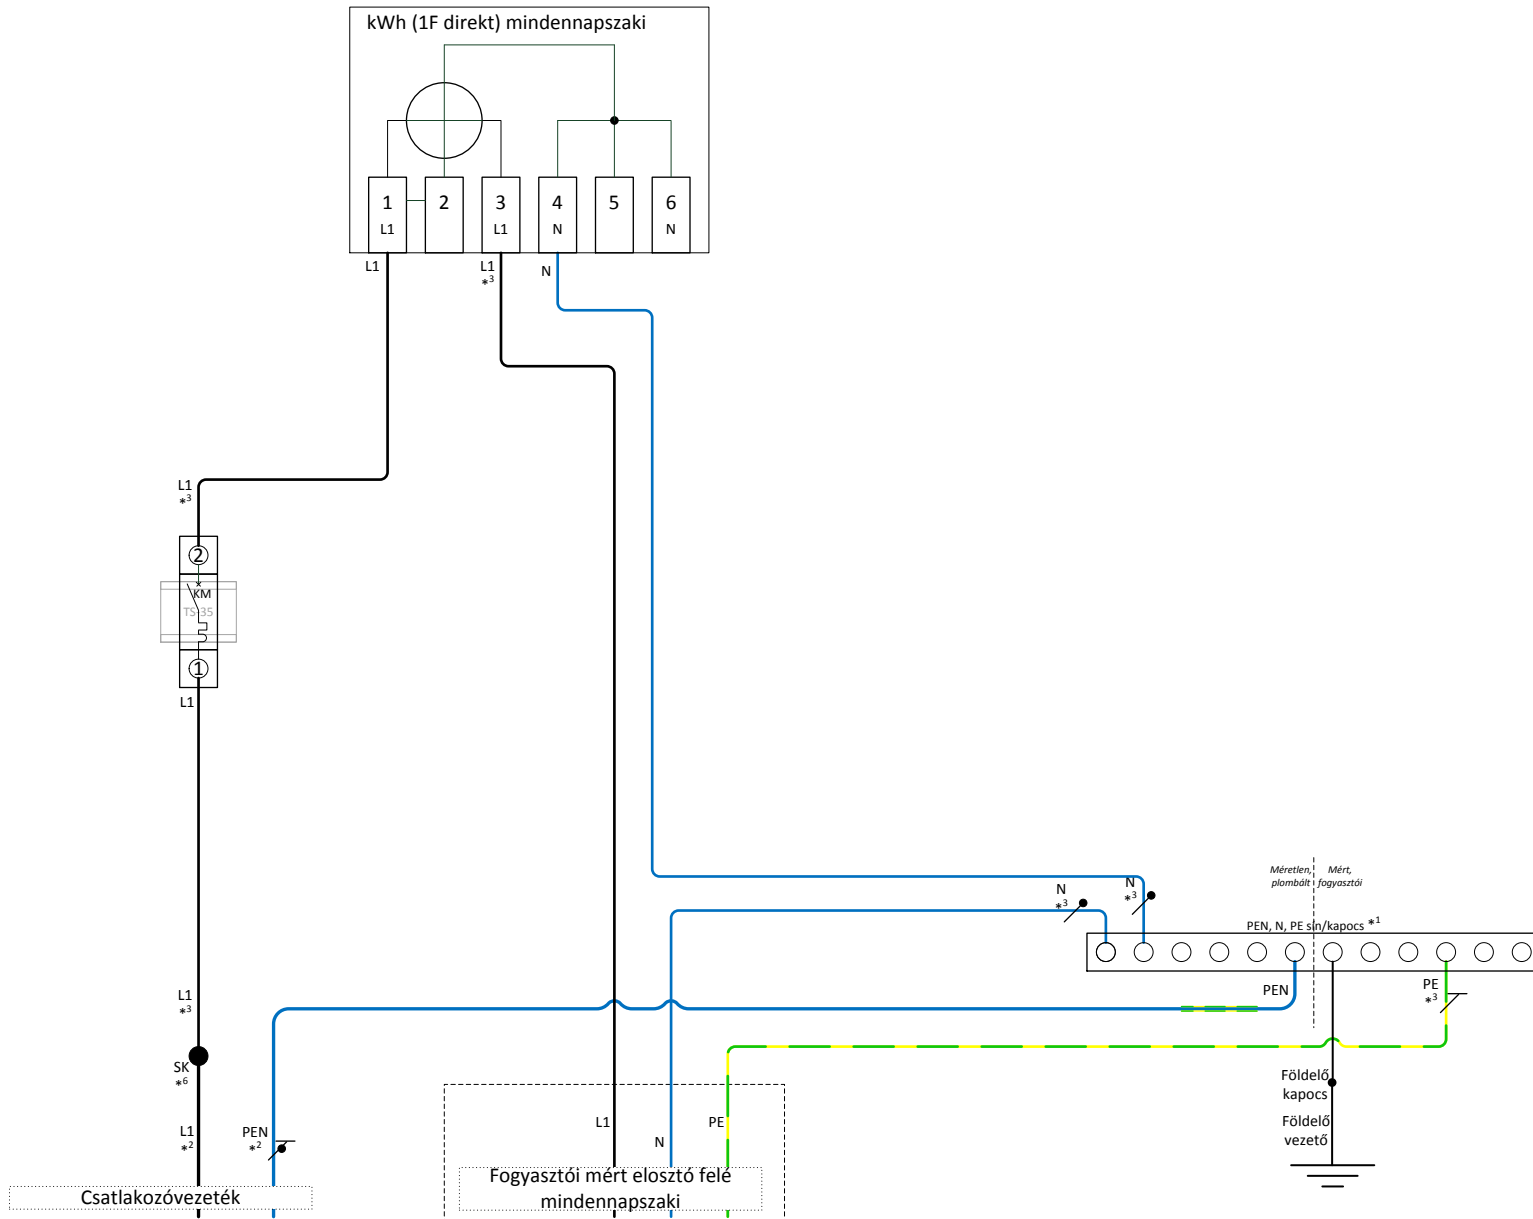 kWh (1F direkt) mindennapszaki
1 2 3 4 5 6
L1 L1 N N
L1 L1 N
*3
L1
*3
2
KM
TS-35
1
L1
Méretlen, Mért,
plombált fogyasztói
N N
*3 *3
PEN, N, PE sín/kapocs *1
PEN PE
*3
L1
*3
SK
*6
Földelő
kapocs
L1 PEN L1 N PE
*2 *2
Földelő
vezető
Fogyasztói mért elosztó felé
mindennapszaki
Csatlakozóvezeték